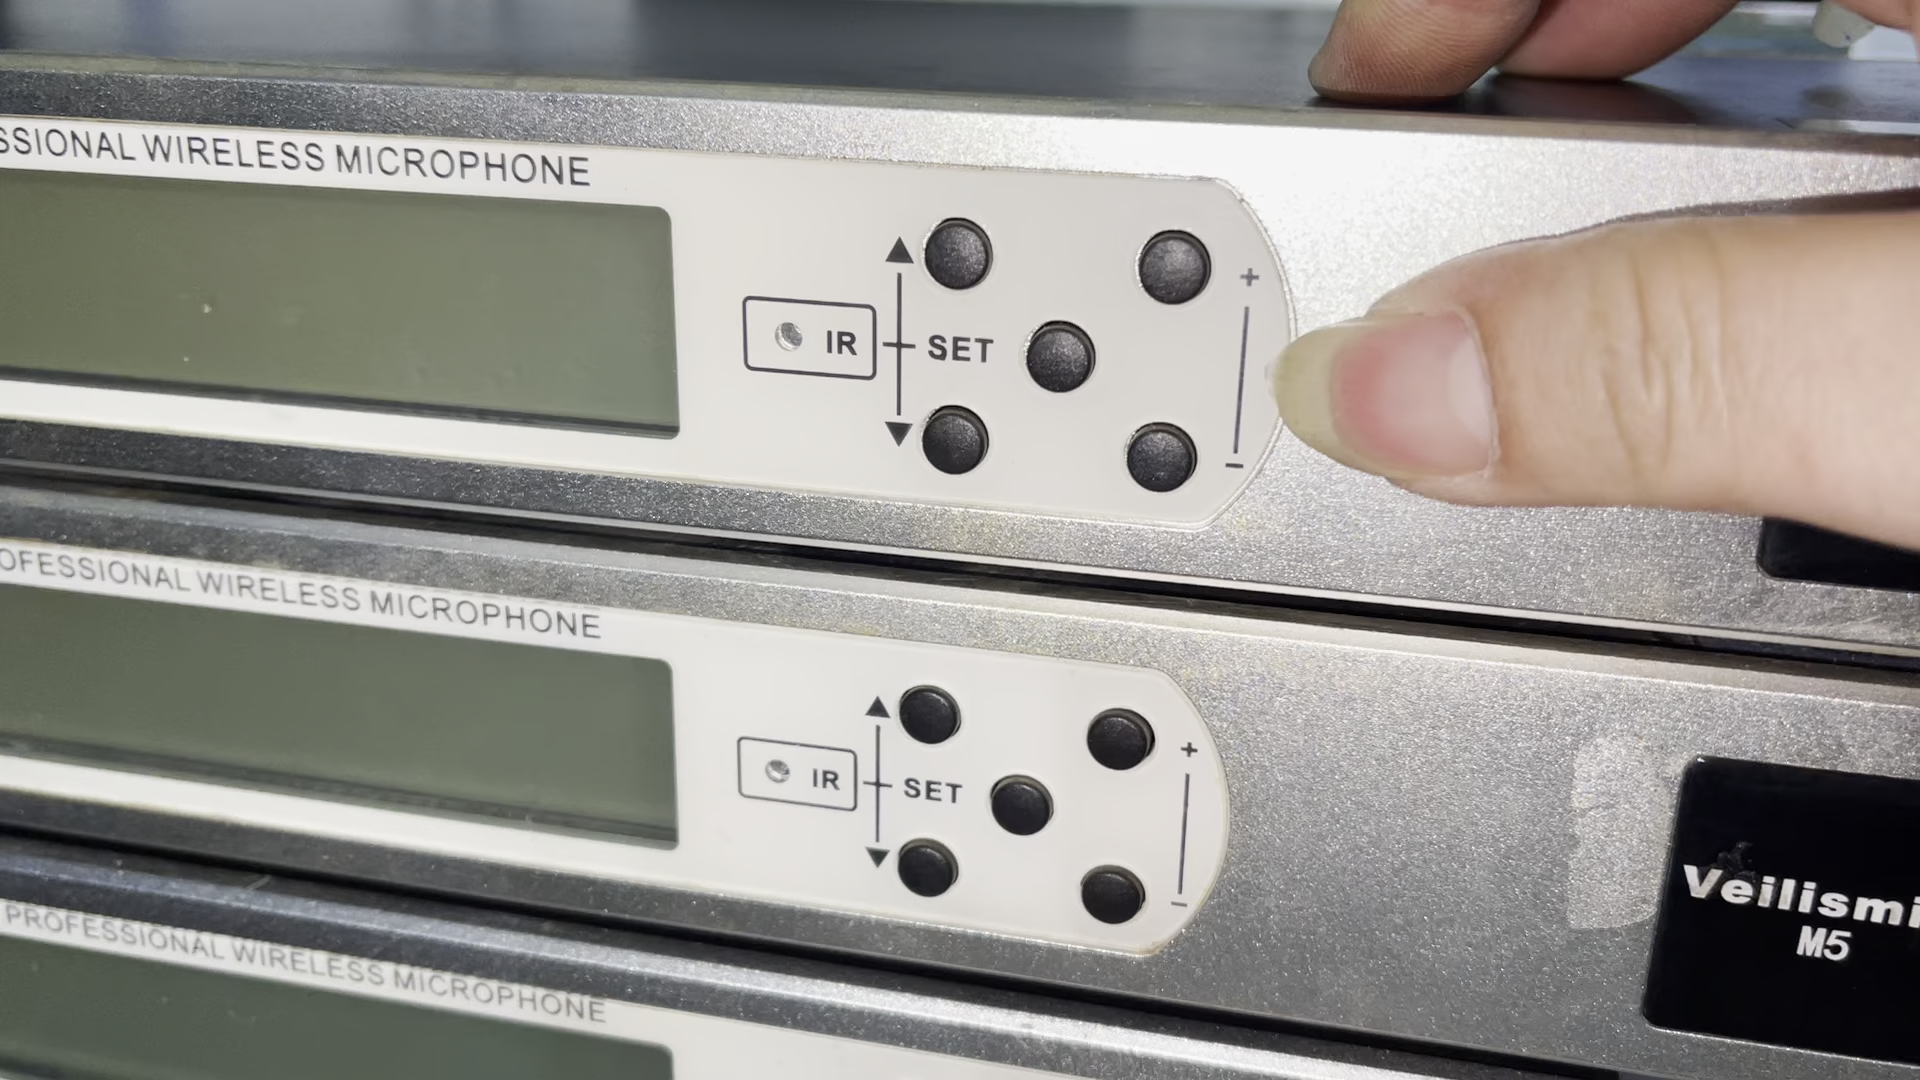 SSIONAL WIRELESS MICROPHONE
IR
SET
+
-
OFESSIONAL WIRELESS MICROPHONE
IR
SET
+
-
Veilismi
M5
PROFESSIONAL WIRELESS MICROPHONE